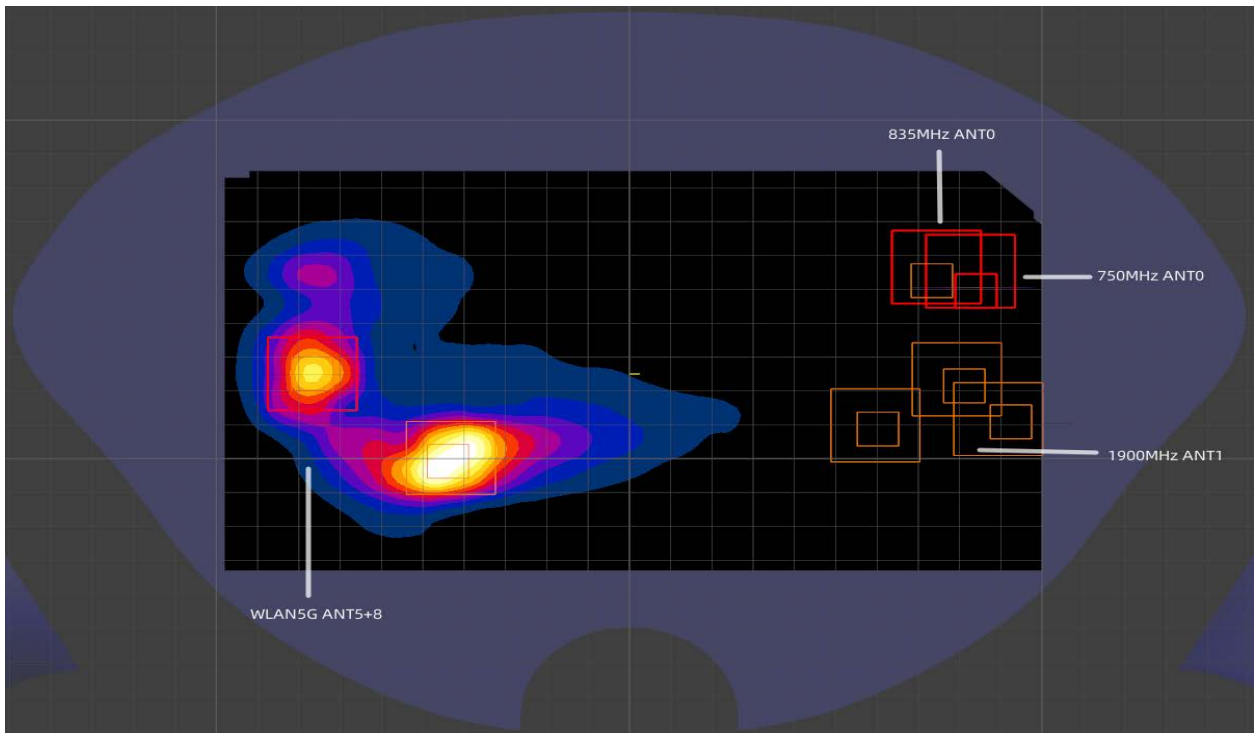 835MHz ANT0
750MHz ANT0
1900MHz ANT1
WLAN5G ANT5+8